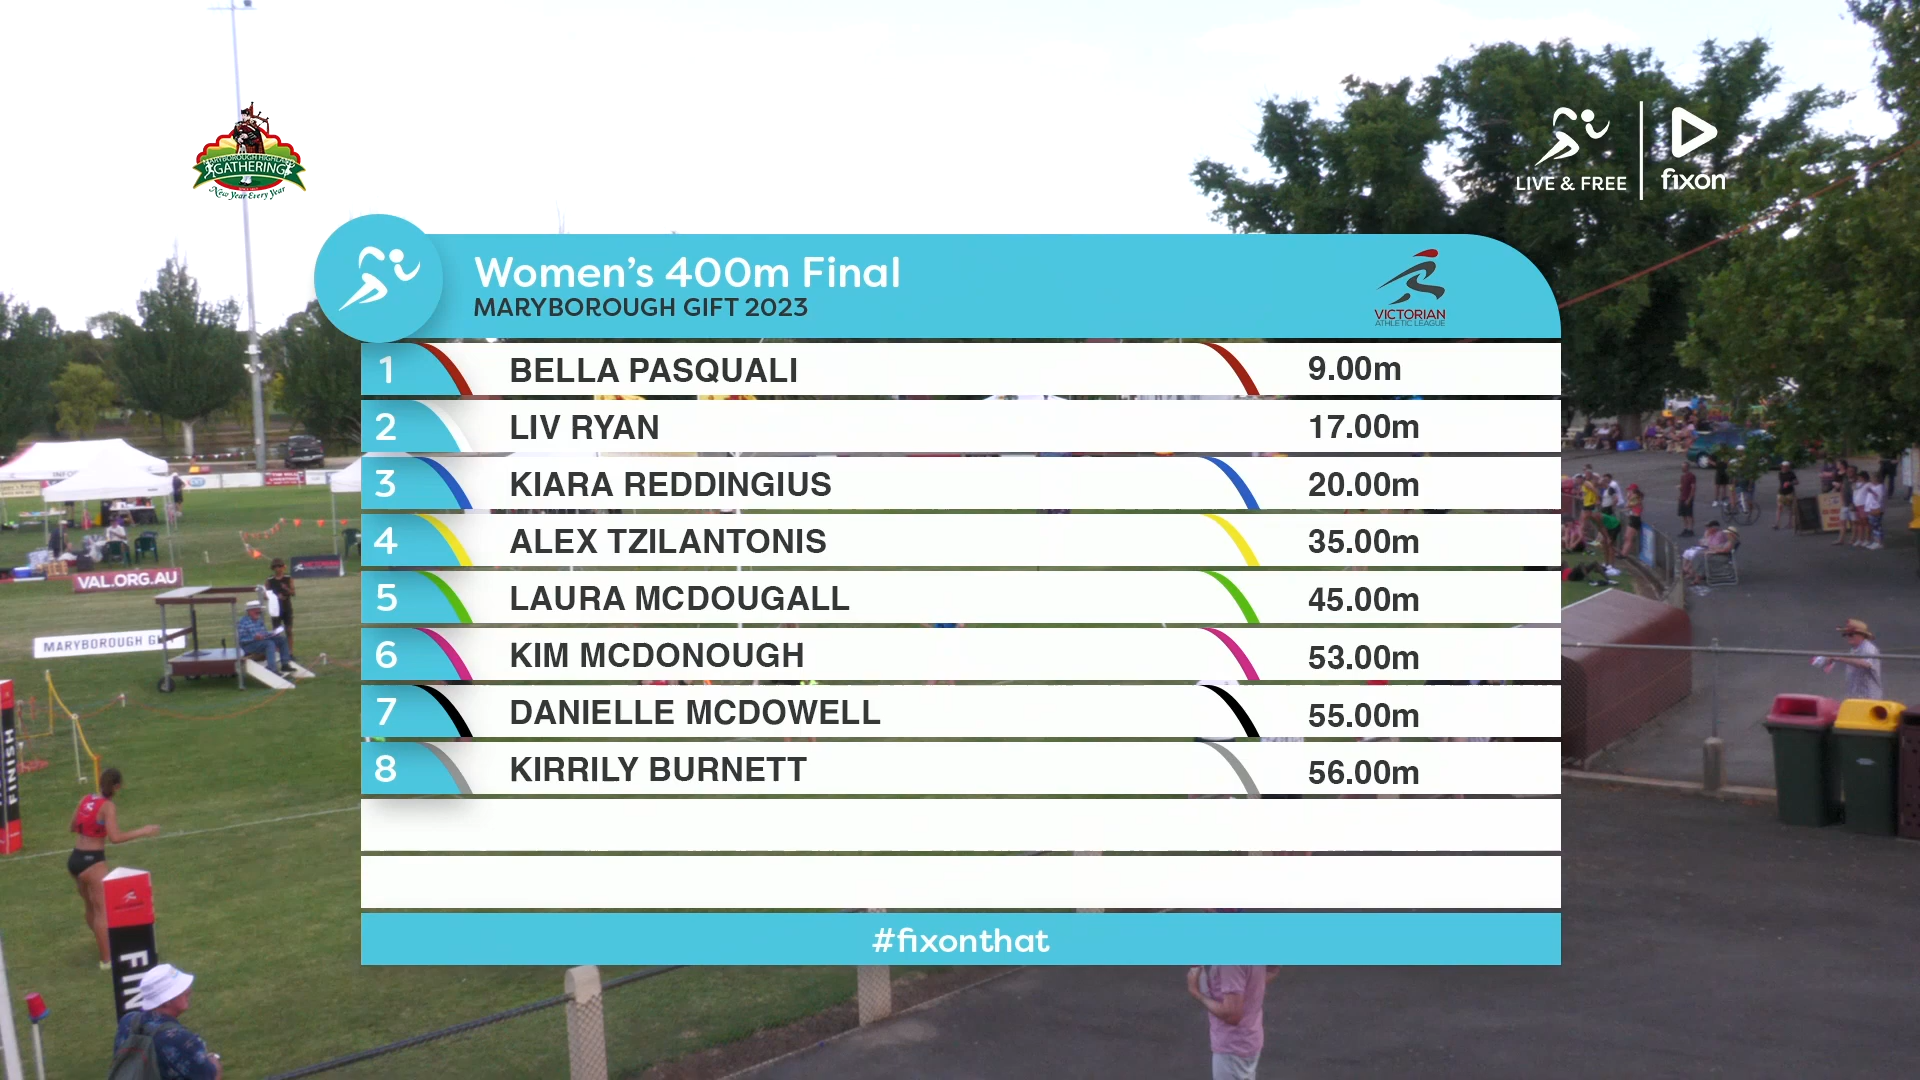 MARYBOROUGH HIGHLAND
GATHERING
New Year Every Year
LIVE & FREE
fixon
Women's 400m Final
MARYBOROUGH GIFT 2023
VICTORIAN
ATHLETIC LEAGUE
1 BELLA PASQUALI 9.00m
2 LIV RYAN 17.00m
3 KIARA REDDINGIUS 20.00m
4 ALEX TZILANTONIS 35.00m
5 LAURA MCDOUGALL 45.00m
6 KIM MCDONOUGH 53.00m
7 DANIELLE MCDOWELL 55.00m
8 KIRRILY BURNETT 56.00m
#fixonthat
VAL.ORG.AU
MARYBOROUGH G
FINISH
FIN